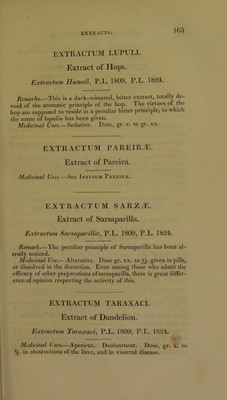 EXTRACTS. 165
EXTRACTUM LUPULI.
Extract of Hops.
Extractum Humuli, P.L. 1809, P.L. 1824.
Remarks.—This is a dark-coloured, bitter extract, totally de-
void of the aromatic principle of the hop. The virtues of the
hop are supposed to reside in a peculiar bitter principle, to which
the name of lupulin has been given.
Medicinal Uses.—Sedative. Dose, gr. v. to gr. xx.
EXTRACTUM PAREIRÆ.
Extract of Pareira.
Medicinal Uses.—See Infusum Pareiræ.
EXTRACTUM SARZÆ.
Extract of Sarsaparilla.
Extractum Sarsaparillæ, P.L. 1809, P.L. 1824.
Remark.—The peculiar principle of Sarsaparilla has been al-
ready noticed.
Medicinal Use.—Alterative. Dose gr. xx. to ʒj. given in pills,
or dissolved in the decoction. Even among those who admit the
efficacy of other preparations of sarsaparilla, there is great differ-
ence of opinion respecting the activity of this.
EXTRACTUM TARAXACI.
Extract of Dandelion.
Extractum Taraxaci, P.L. 1809, P.L. 1824.
Medicinal Uses.—Aperient. Deobstruent. Dose, gr. x. to
ʒj. in obstructions of the liver, and in visceral disease.